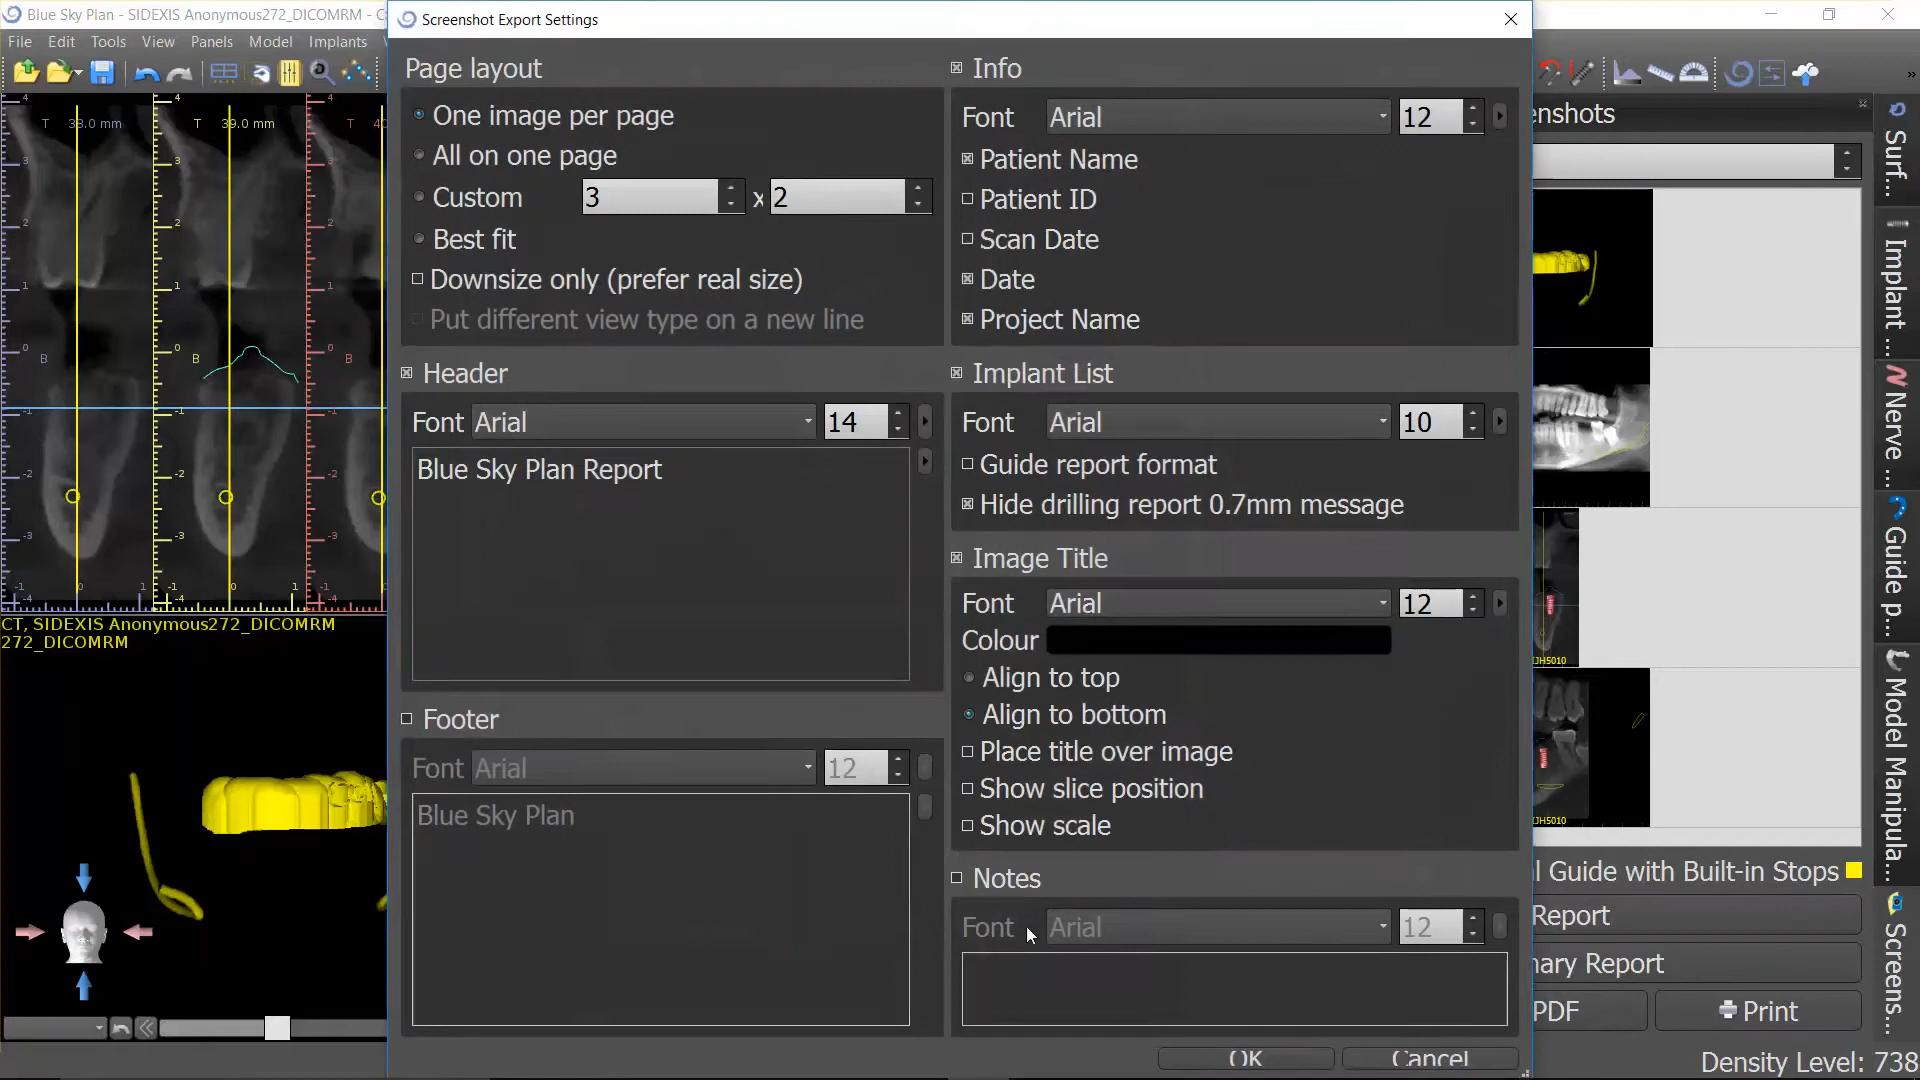 Blue Sky Plan - SIDEXIS Anonymous272_DICOMRM - C
File Edit Tools View Panels Model Implants
T 38.0 mm
T 39.0 mm
T
B
B
B
CT, SIDEXIS Anonymous272_DICOMRM
272_DICOMRM
Screenshot Export Settings
Page layout
One image per page
All on one page
Custom 3 x 2
Best fit
Downsize only (prefer real size)
Put different view type on a new line
Header
Font Arial 14
Blue Sky Plan Report
Footer
Font Arial 12
Blue Sky Plan
Info
Font Arial 12
Patient Name
Patient ID
Scan Date
Date
Project Name
Implant List
Font Arial 10
Guide report format
Hide drilling report 0.7mm message
Image Title
Font Arial 12
Colour
Align to top
Align to bottom
Place title over image
Show slice position
Show scale
Notes
Font Arial 12
OK Cancel
enshots
JH5010
JH5010
l Guide with Built-in Stops
Report
nary Report
PDF Print
Density Level: 738
Surf...
Implant ...
Nerve ...
Guide p...
Model Manipula...
Screens...